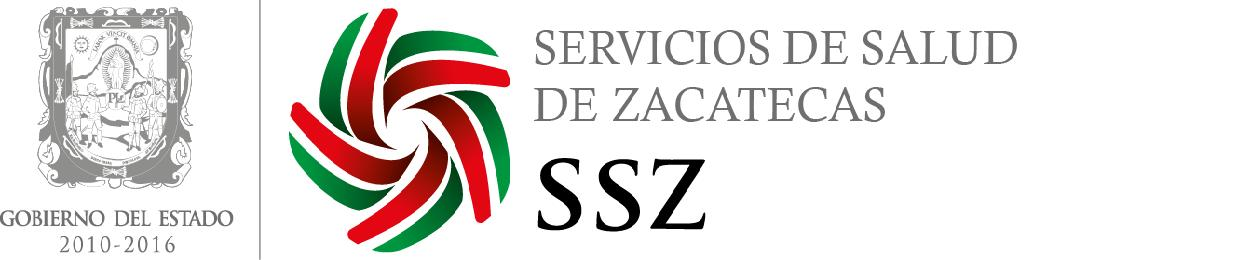 GOBIERNO DEL ESTADO
2010-2016
SERVICIOS DE SALUD
DE ZACATECAS
SSZ